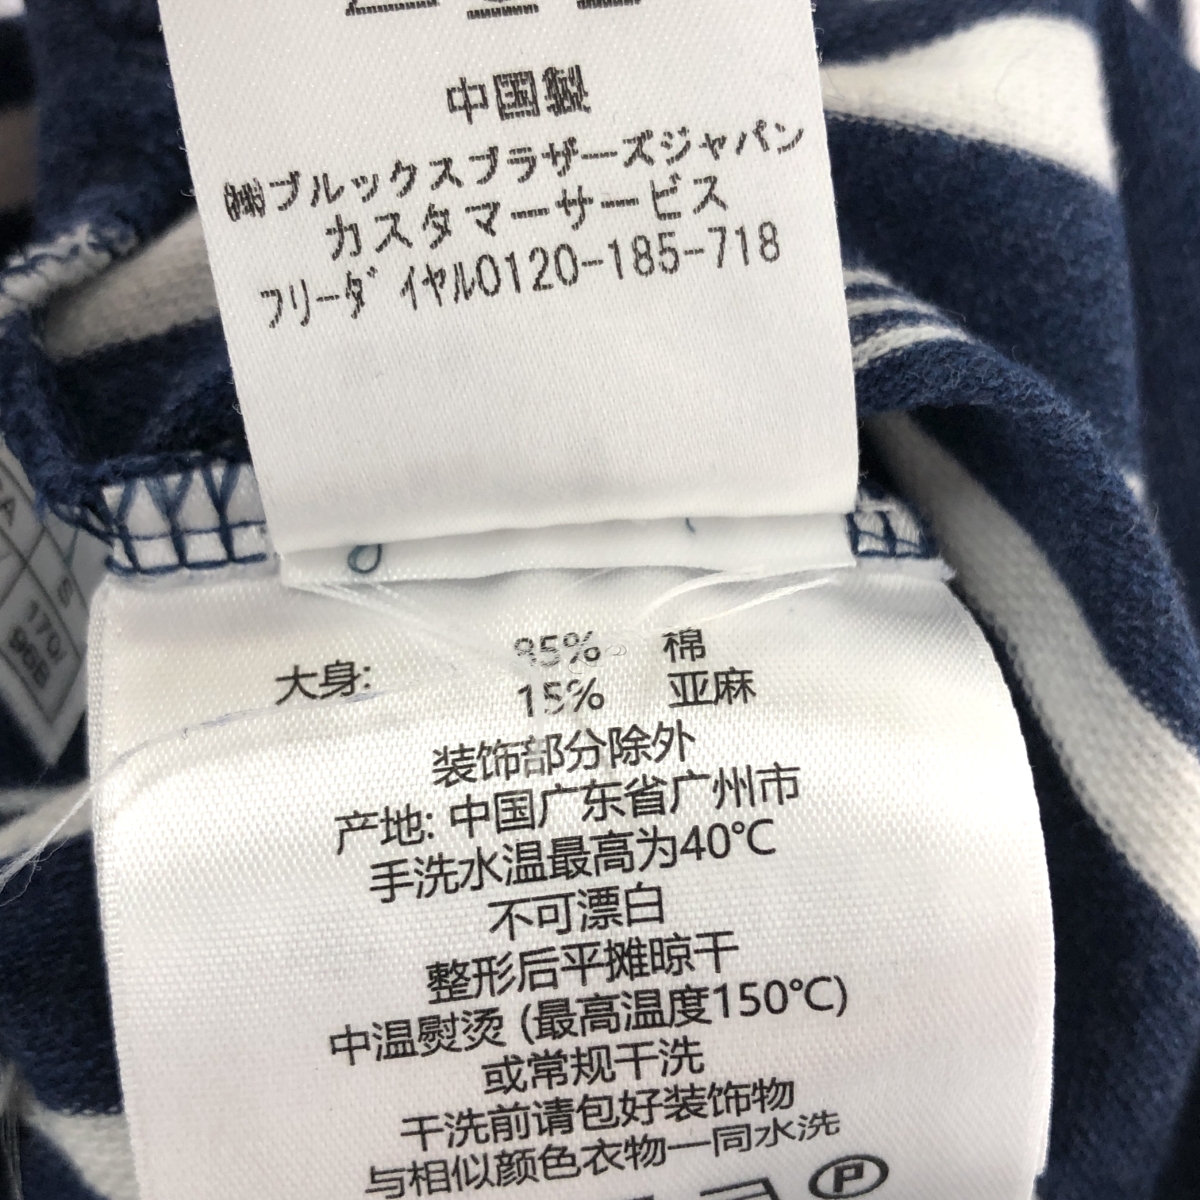 中国製
㈱ブルックスブラザーズジャパン
カスタマーサービス
フリーダイヤル0120-185-718
170/
96B
大身: 85% 棉
15% 亚麻
装饰部分除外
产地: 中国广东省广州市
手洗水温最高为40℃
不可漂白
整形后平摊晾干
中温熨烫 (最高温度150℃)
或常规干洗
干洗前请包好装饰物
与相似颜色衣物一同水洗
P